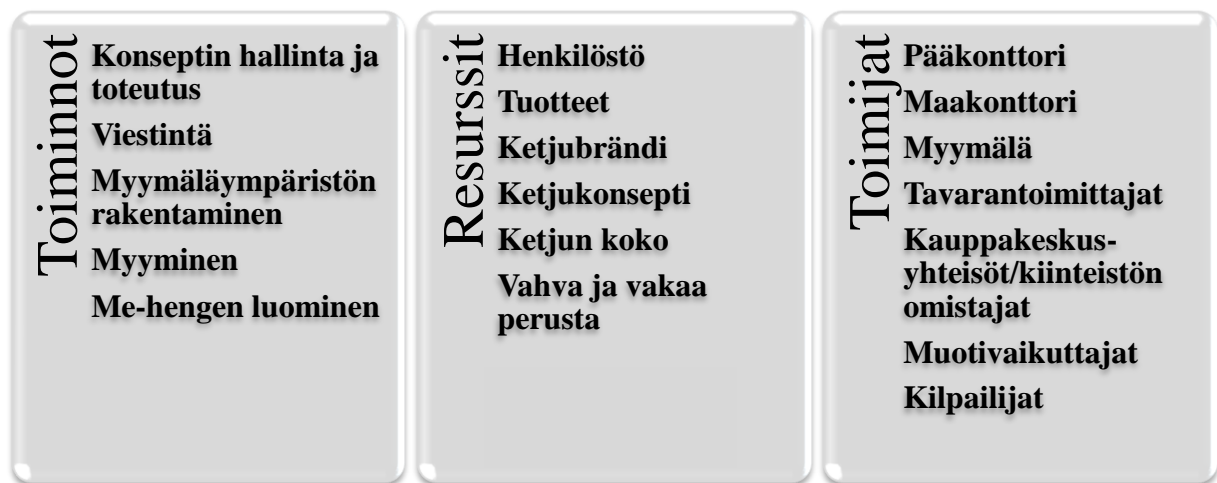 Toiminnot
Konseptin hallinta ja
toteutus
Viestintä
Myymäläympäristön
rakentaminen
Myyminen
Me-hengen luominen
Resurssit
Henkilöstö
Tuotteet
Ketjubrändi
Ketjukonsepti
Ketjun koko
Vahva ja vakaa
perusta
Toimijat
Pääkonttori
Maakonttori
Myymälä
Tavarantoimittajat
Kauppakeskus-
yhteisöt/kiinteistön
omistajat
Muotivaikuttajat
Kilpailijat